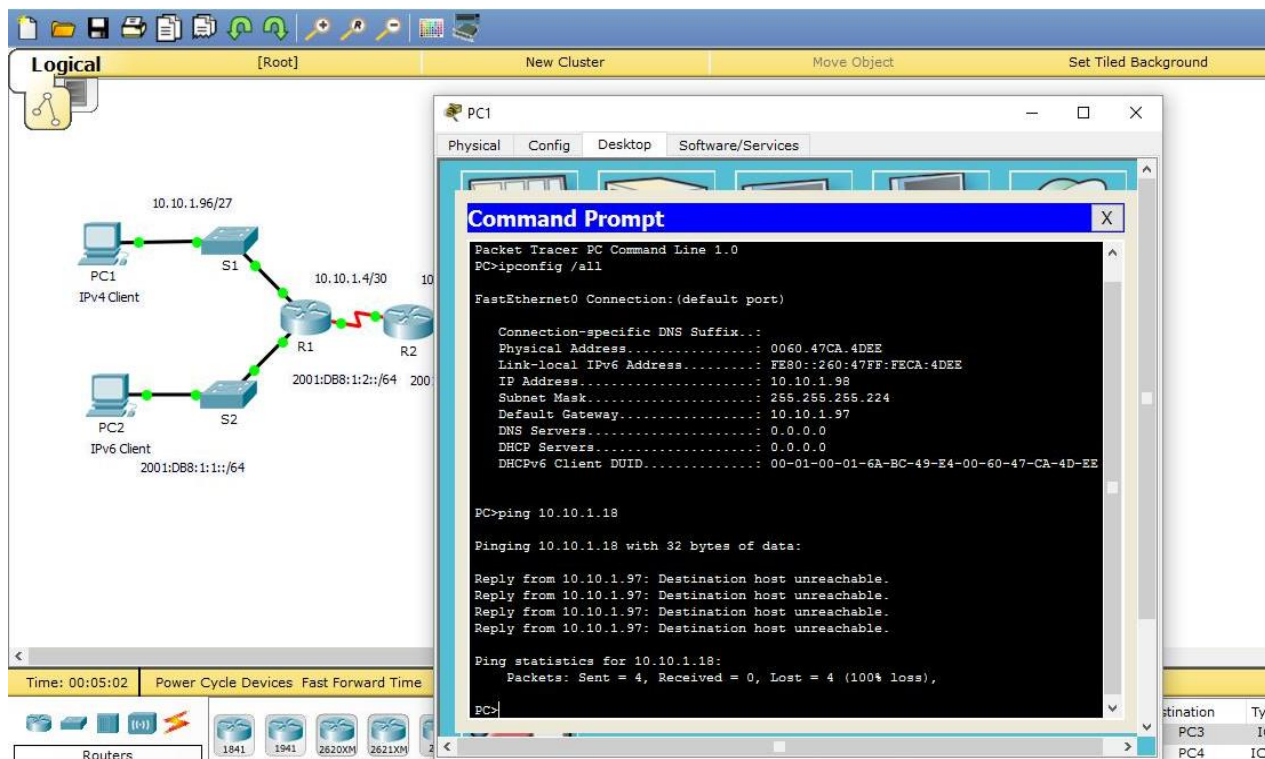 Logical
[Root]
New Cluster
Move Object
Set Tiled Background
10.10.1.96/27
PC1
IPv4 Client
S1
10.10.1.4/30
10
R1
R2
2001:DB8:1:2::/64
200
PC2
IPv6 Client
S2
2001:DB8:1:1::/64
PC1
Physical
Config
Desktop
Software/Services
Command Prompt
X
Packet Tracer PC Command Line 1.0
PC>ipconfig /all
FastEthernet0 Connection:(default port)
Connection-specific DNS Suffix..:
Physical Address................: 0060.47CA.4DEE
Link-local IPv6 Address.........: FE80::260:47FF:FECA:4DEE
IP Address......................: 10.10.1.98
Subnet Mask.....................: 255.255.255.224
Default Gateway.................: 10.10.1.97
DNS Servers.....................: 0.0.0.0
DHCP Servers....................: 0.0.0.0
DHCPv6 Client DUID..............: 00-01-00-01-6A-BC-49-E4-00-60-47-CA-4D-EE
PC>ping 10.10.1.18
Pinging 10.10.1.18 with 32 bytes of data:
Reply from 10.10.1.97: Destination host unreachable.
Reply from 10.10.1.97: Destination host unreachable.
Reply from 10.10.1.97: Destination host unreachable.
Reply from 10.10.1.97: Destination host unreachable.
Ping statistics for 10.10.1.18:
Packets: Sent = 4, Received = 0, Lost = 4 (100% loss),
PC>
Time: 00:05:02
Power Cycle Devices Fast Forward Time
Routers
1841
1941
2620XM
2621XM
2
stination
Ty
PC3
PC4
IC